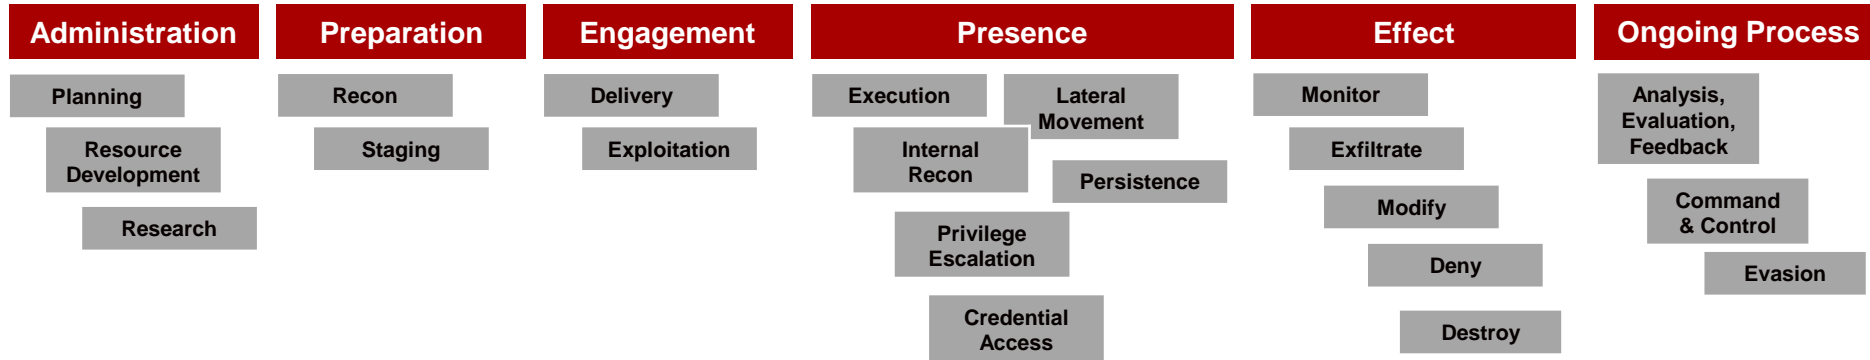 Administration
Planning
Resource
Development
Research
Preparation
Recon
Staging
Engagement
Delivery
Exploitation
Presence
Execution
Internal
Recon
Privilege
Escalation
Credential
Access
Lateral
Movement
Persistence
Effect
Monitor
Exfiltrate
Modify
Deny
Destroy
Ongoing Process
Analysis,
Evaluation,
Feedback
Command
& Control
Evasion